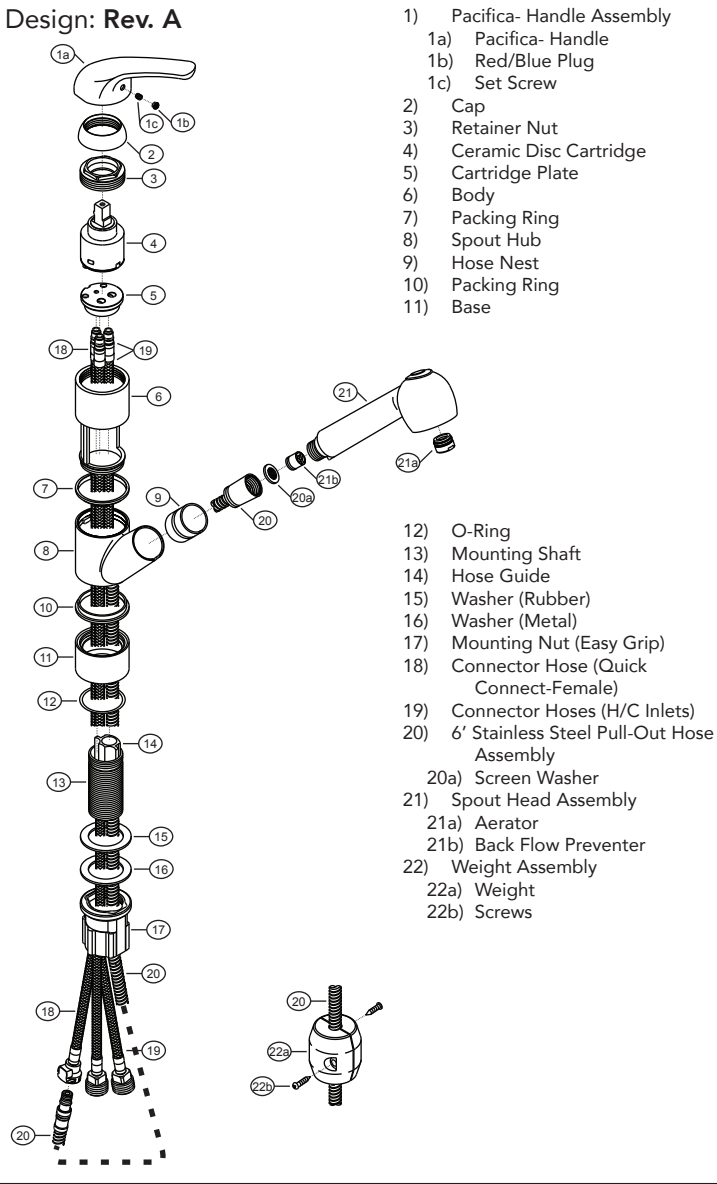 Design: Rev. A
1) Pacifica- Handle Assembly
1a) Pacifica- Handle
1b) Red/Blue Plug
1c) Set Screw
2) Cap
3) Retainer Nut
4) Ceramic Disc Cartridge
5) Cartridge Plate
6) Body
7) Packing Ring
8) Spout Hub
9) Hose Nest
10) Packing Ring
11) Base
12) O-Ring
13) Mounting Shaft
14) Hose Guide
15) Washer (Rubber)
16) Washer (Metal)
17) Mounting Nut (Easy Grip)
18) Connector Hose (Quick
Connect-Female)
19) Connector Hoses (H/C Inlets)
20) 6' Stainless Steel Pull-Out Hose
Assembly
20a) Screen Washer
21) Spout Head Assembly
21a) Aerator
21b) Back Flow Preventer
22) Weight Assembly
22a) Weight
22b) Screws
1a
1c
1b
2
3
4
5
18
19
6
21
21a
21b
20a
7
9
20
8
10
11
12
14
13
15
16
17
20
18
19
20
20
22a
22b